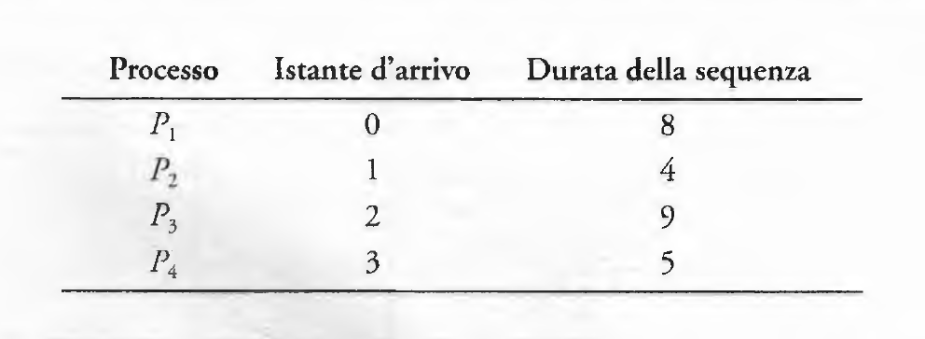 Processo Istante d'arrivo Durata della sequenza
P₁ 0 8
P₂ 1 4
P₃ 2 9
P₄ 3 5